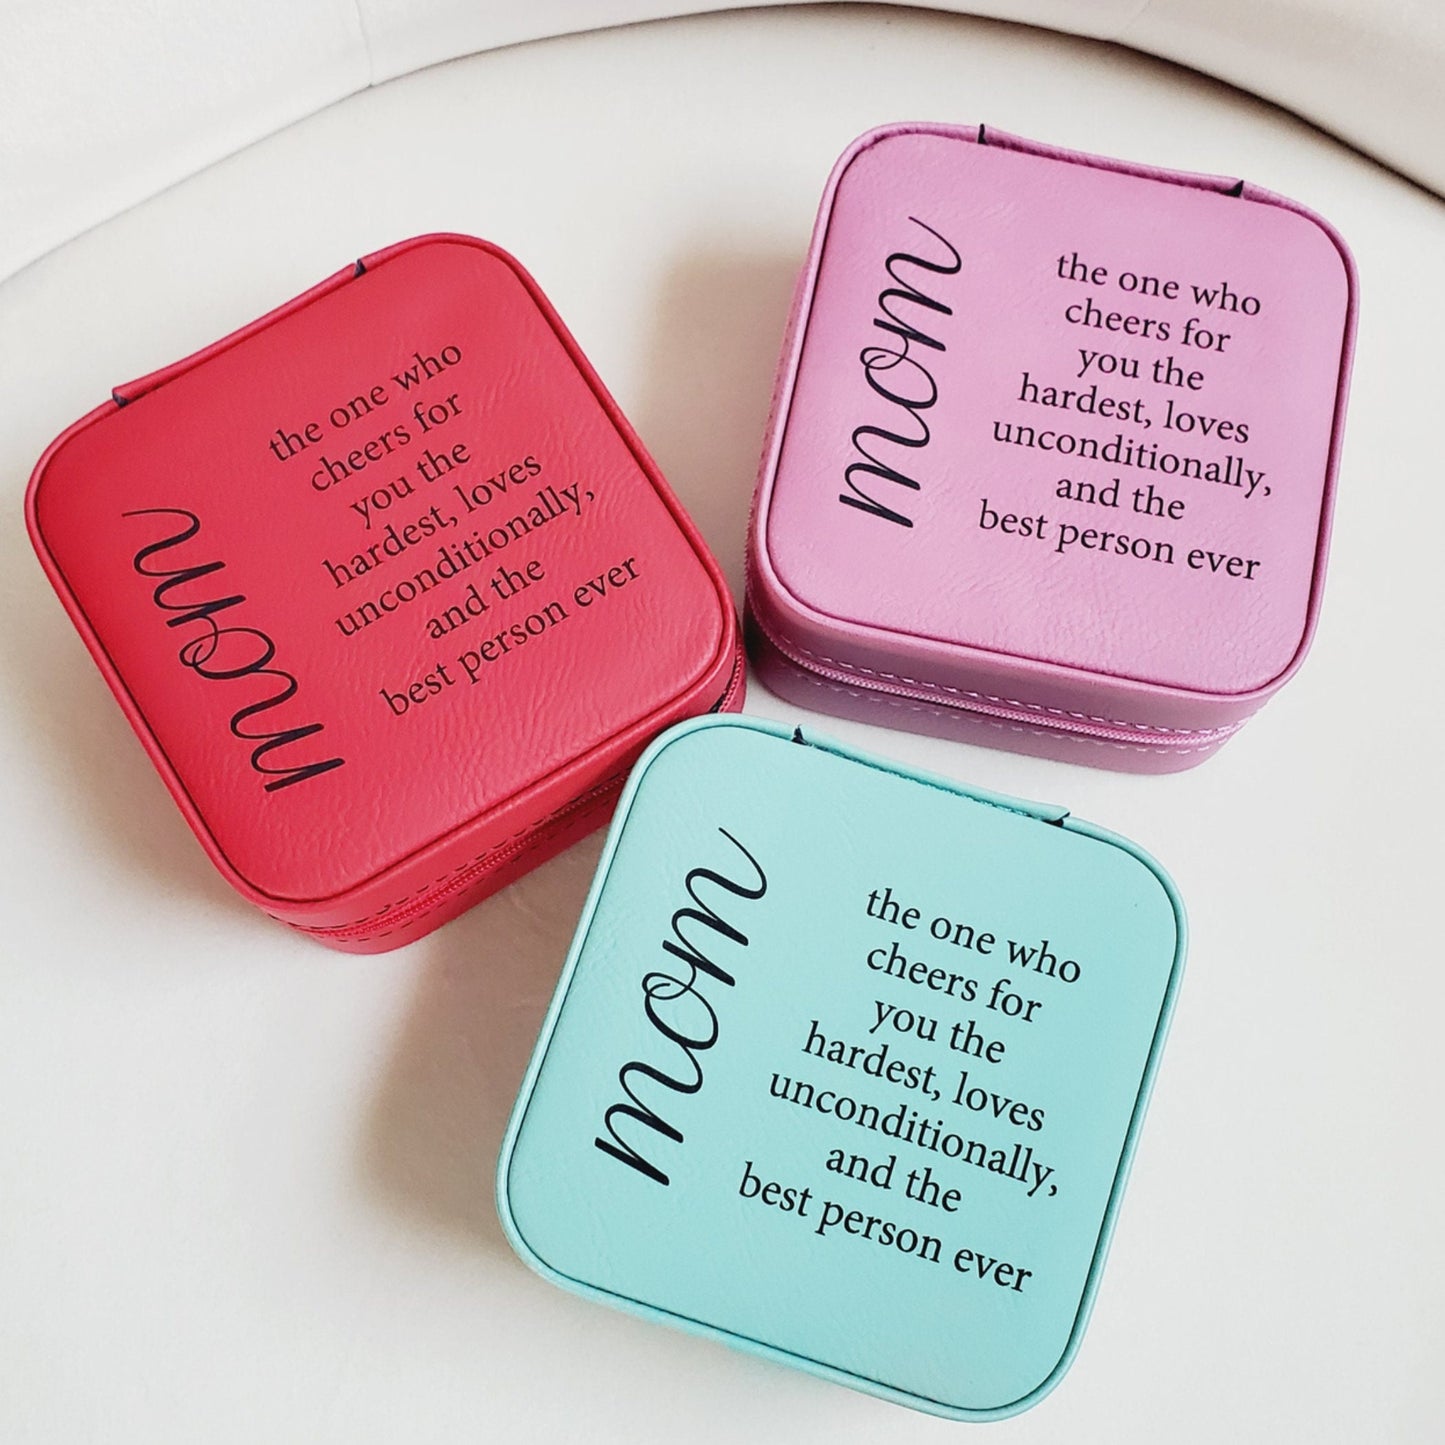 mom
the one who
cheers for
you the
hardest, loves
unconditionally,
and the
best person ever
mom
the one who
cheers for
you the
hardest, loves
unconditionally,
and the
best person ever
mom
the one who
cheers for
you the
hardest, loves
unconditionally,
and the
best person ever